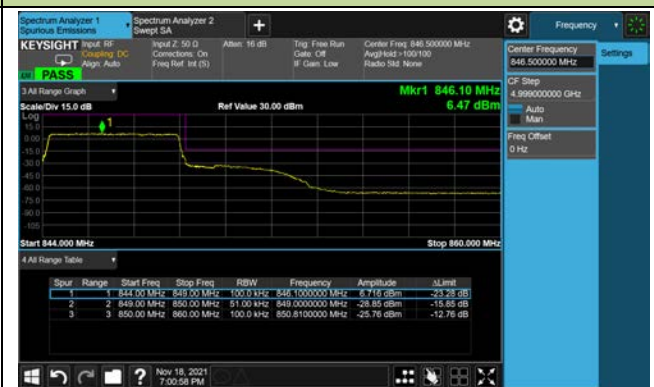 Spectrum Analyzer 1
Spurious Emissions
Spectrum Analyzer 2
Swept SA
+
Frequency
KEYSIGHT
Input: RF
Coupling: DC
Align: Auto
Input Z: 50 Ω
Corrections: On
Freq Ref: Int (S)
Atten: 16 dB
Trig: Free Run
Gate: Off
IF Gain: Low
Center Freq: 846.500000 MHz
Avg|Hold:>100/100
Radio Std: None
PASS
Center Frequency
846.500000 MHz
Settings
CF Step
4.999000000 GHz
Auto
Man
Freq Offset
0 Hz
3 All Range Graph
Mkr1 846.10 MHz
6.47 dBm
Scale/Div 15.0 dB
Ref Value 30.00 dBm
Log
15.0
0.00
-15.0
-30.0
-45.0
-60.0
-75.0
-90.0
-105
1
Start 844.000 MHz
Stop 860.000 MHz
4 All Range Table
Spur Range Start Freq Stop Freq RBW Frequency Amplitude ΔLimit
1 1 844.00 MHz 849.00 MHz 100.0 kHz 846.1000000 MHz 6.716 dBm -23.28 dB
2 2 849.00 MHz 850.00 MHz 51.00 kHz 849.0000000 MHz -28.85 dBm -15.85 dB
3 3 850.00 MHz 860.00 MHz 100.0 kHz 850.8100000 MHz -25.76 dBm -12.76 dB
?
Nov 18, 2021
7:00:58 PM